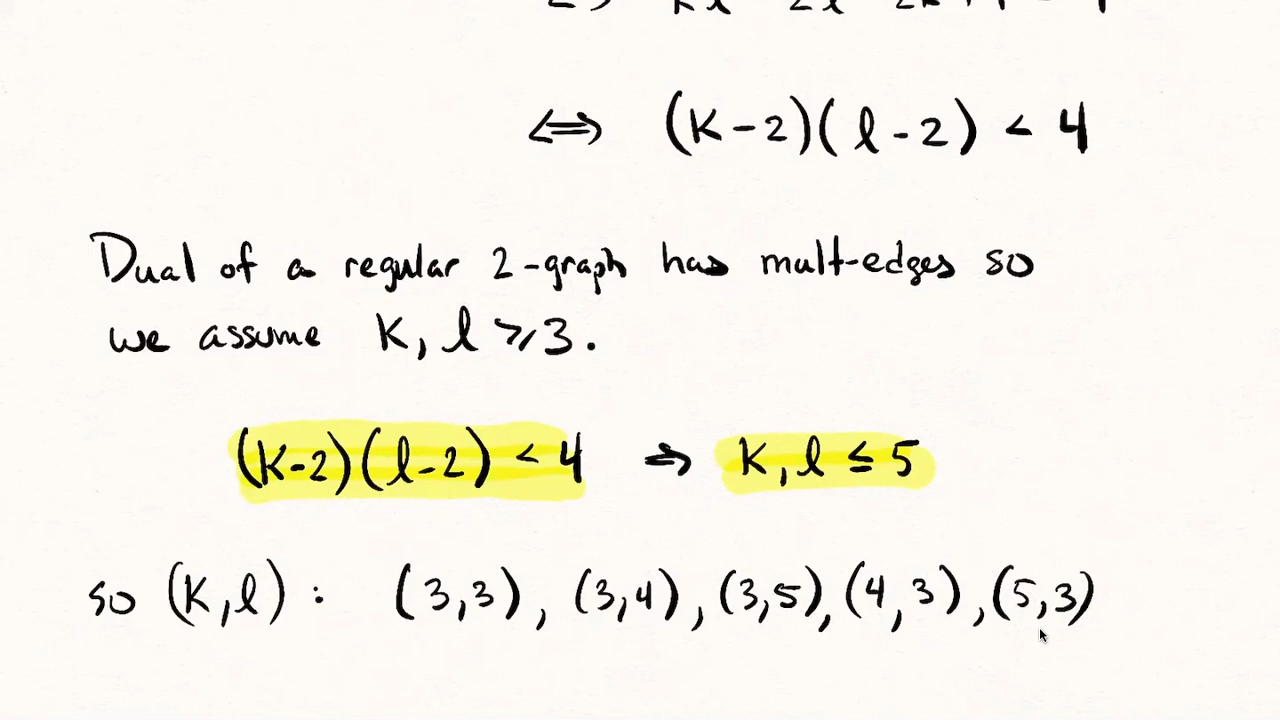 ⟺ (K-2)(l-2) < 4
Dual of a regular 2-graph has mult-edges so
we assume K, l ⩾ 3.
(K-2)(l-2) < 4 ⇒ K, l ≤ 5
so (K, l) : (3,3), (3,4), (3,5), (4,3), (5,3)